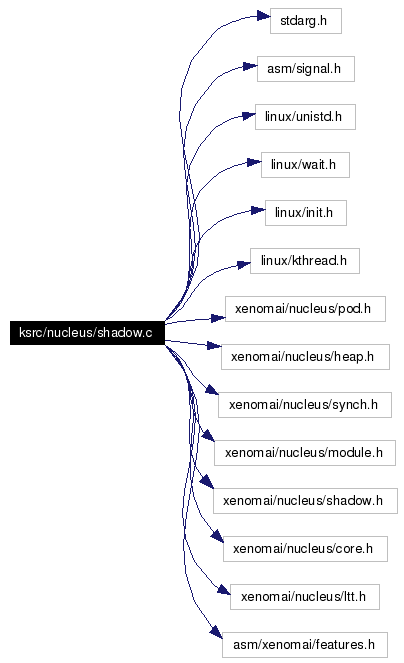 stdarg.h
asm/signal.h
linux/unistd.h
linux/wait.h
linux/init.h
linux/kthread.h
xenomai/nucleus/pod.h
ksrc/nucleus/shadow.c
xenomai/nucleus/heap.h
xenomai/nucleus/synch.h
xenomai/nucleus/module.h
xenomai/nucleus/shadow.h
xenomai/nucleus/core.h
xenomai/nucleus/ltt.h
asm/xenomai/features.h